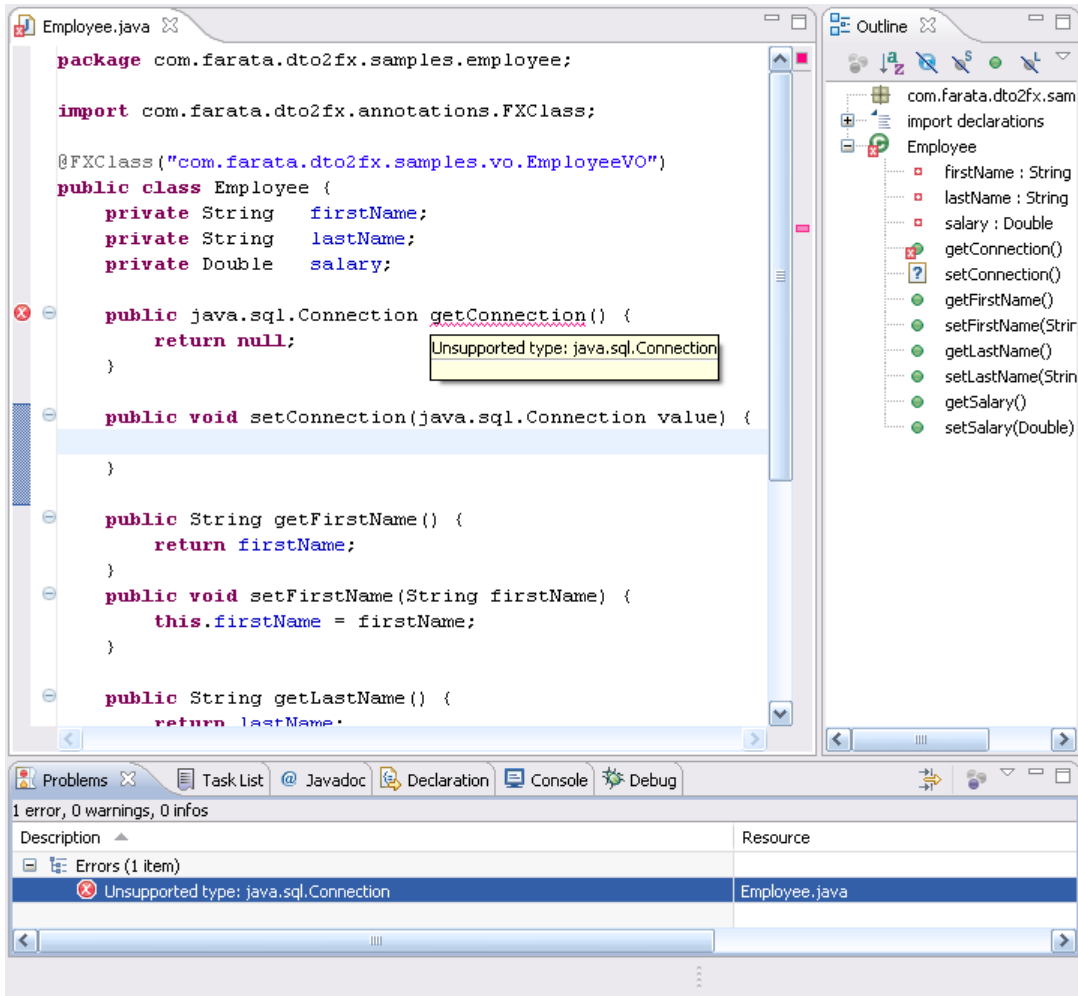 Employee.java
package com.farata.dto2fx.samples.employee;
import com.farata.dto2fx.annotations.FXClass;
@FXClass("com.farata.dto2fx.samples.vo.EmployeeVO")
public class Employee {
private String firstName;
private String lastName;
private Double salary;
public java.sql.Connection getConnection() {
return null;
Unsupported type: java.sql.Connection
}
public void setConnection(java.sql.Connection value) {
}
public String getFirstName() {
return firstName;
}
public void setFirstName(String firstName) {
this.firstName = firstName;
}
public String getLastName() {
return lastName;
Outline
com.farata.dto2fx.sam
import declarations
Employee
firstName : String
lastName : String
salary : Double
getConnection()
setConnection()
getFirstName()
setFirstName(Strin
getLastName()
setLastName(Strin
getSalary()
setSalary(Double)
Problems
Task List
@ Javadoc
Declaration
Console
Debug
1 error, 0 warnings, 0 infos
Description
Resource
Errors (1 item)
Unsupported type: java.sql.Connection
Employee.java